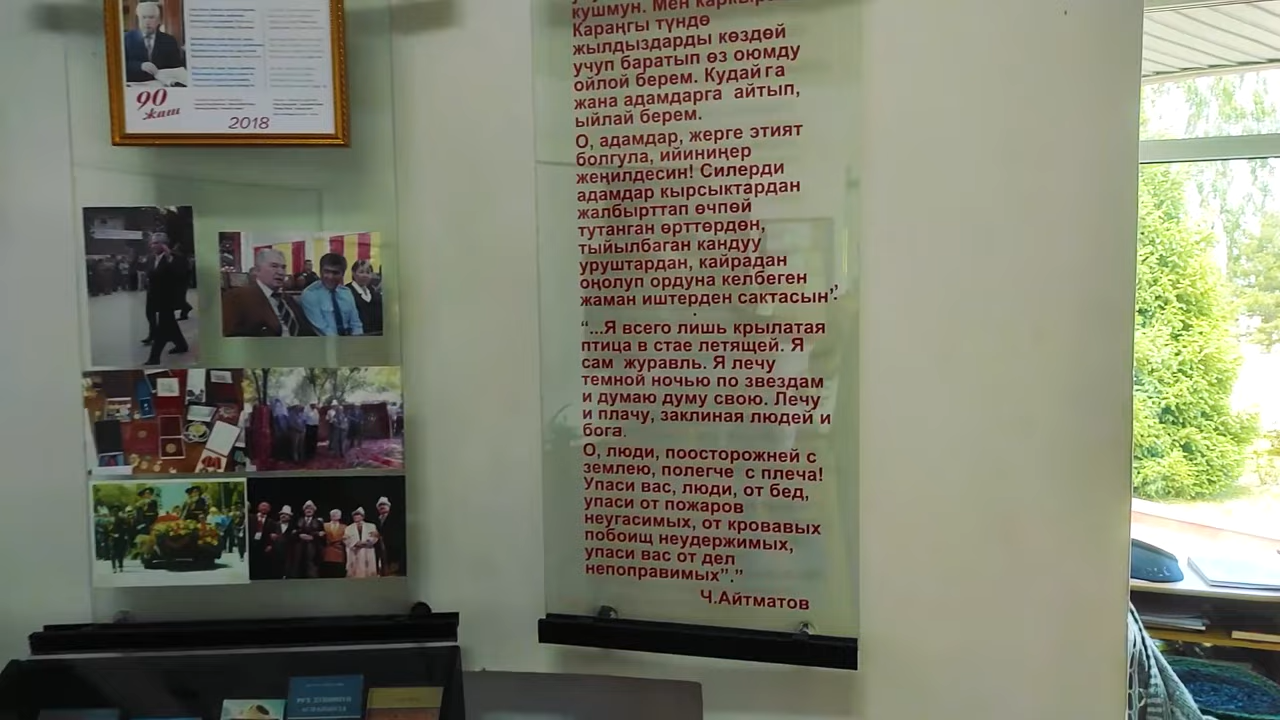 90
жаш
2018
кушмун. Мен
Караңгы түндө
жылдыздарды көздөй
учуп баратып өз оюмду
ойлой берем. Кудайга
жана адамдарга айтып,
ыйлай берем.
О, адамдар, жерге этият
болгула, ийиниңер
жеңилдесин! Силерди
адамдар кырсыктардан
жалбырттап өчпөй
тутанган өрттөрдөн,
тыйылбаган кандуу
уруштардан, кайрадан
оңолуп ордуна келбеген
жаман иштерден сактасын”.
“...Я всего лишь крылатая
птица в стае летящей. Я
сам журавль. Я лечу
темной ночью по звездам
и думаю думу свою. Лечу
и плачу, заклиная людей и
бога.
О, люди, поосторожней с
землею, полегче с плеча!
Упаси вас, люди, от бед,
упаси от пожаров
неугасимых, от кровавых
побоищ неудержимых,
упаси вас от дел
непоправимых”.”
Ч.Айтматов